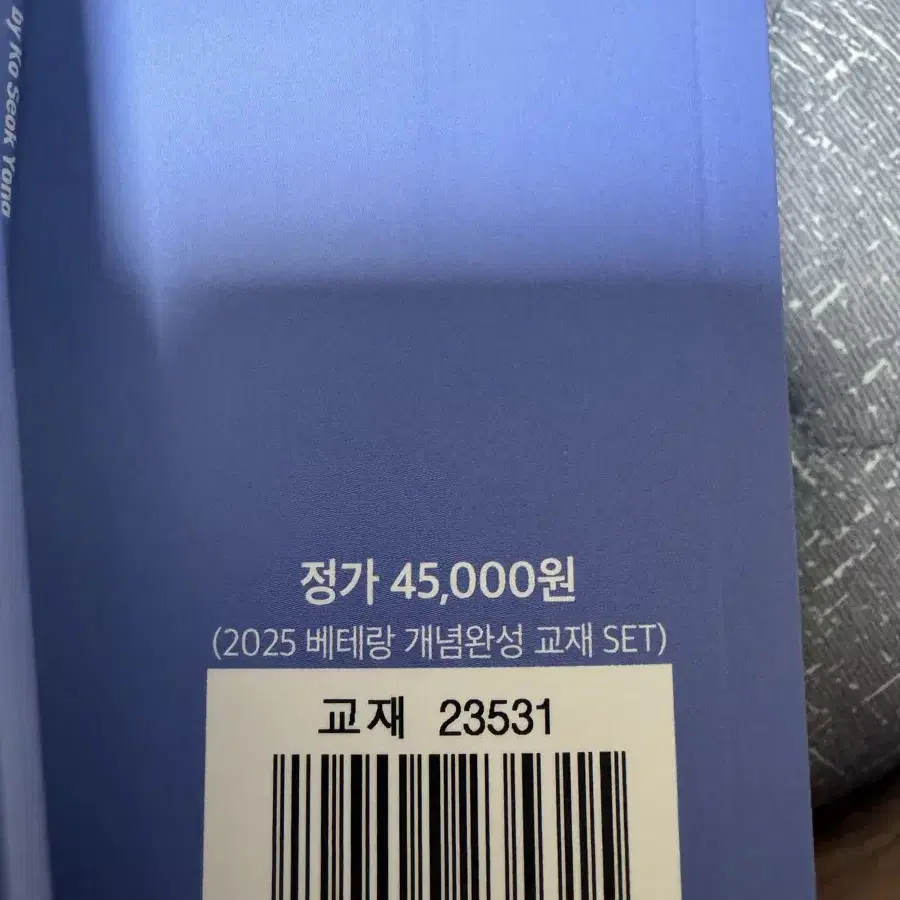 by Ko Seok Yong
정가 45,000원
(2025 베테랑 개념완성 교재 SET)
교재 23531